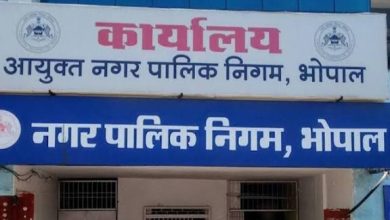 कार्यालय
आयुक्त नगर पालिक निगम, भोपाल
नगर पालिक निगम, भोपाल